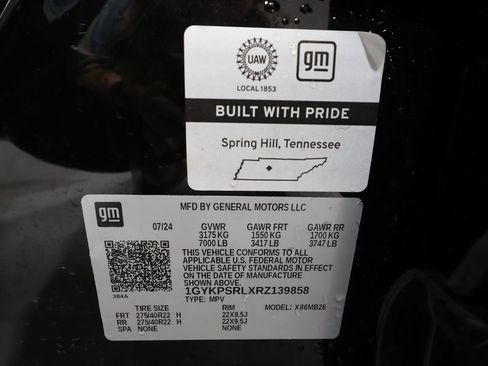 UAW
gm
LOCAL 1853
BUILT WITH PRIDE
Spring Hill, Tennessee
gm
MFD BY GENERAL MOTORS LLC
07/24 GVWR GAWR FRT GAWR RR
3175 KG 1550 KG 1700 KG
7000 LB 3417 LB 3747 LB
THIS VEHICLE CONFORMS TO ALL
APPLICABLE U.S. FEDERAL MOTOR
VEHICLE SAFETY, BUMPER, AND THEFT
PREVENTION STANDARDS IN EFFECT
ON THE DATE OF MANUFACTURE
SHOWN ABOVE.
1GYKPSRLXRZ139858
384A
TYPE: MPV MODEL: X86MB26
TIRE SIZE RIM
FRT 275/40R22 H 22X9.5J
RR 275/40R22 H 22X9.5J
SPA NONE NONE